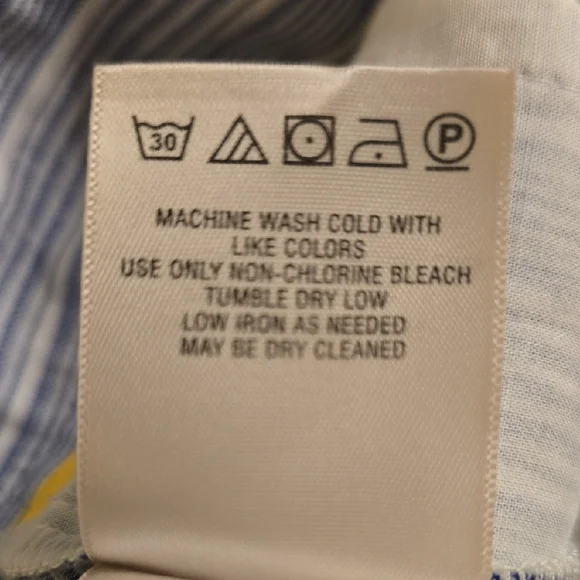 30 P
MACHINE WASH COLD WITH
LIKE COLORS
USE ONLY NON-CHLORINE BLEACH
TUMBLE DRY LOW
LOW IRON AS NEEDED
MAY BE DRY CLEANED